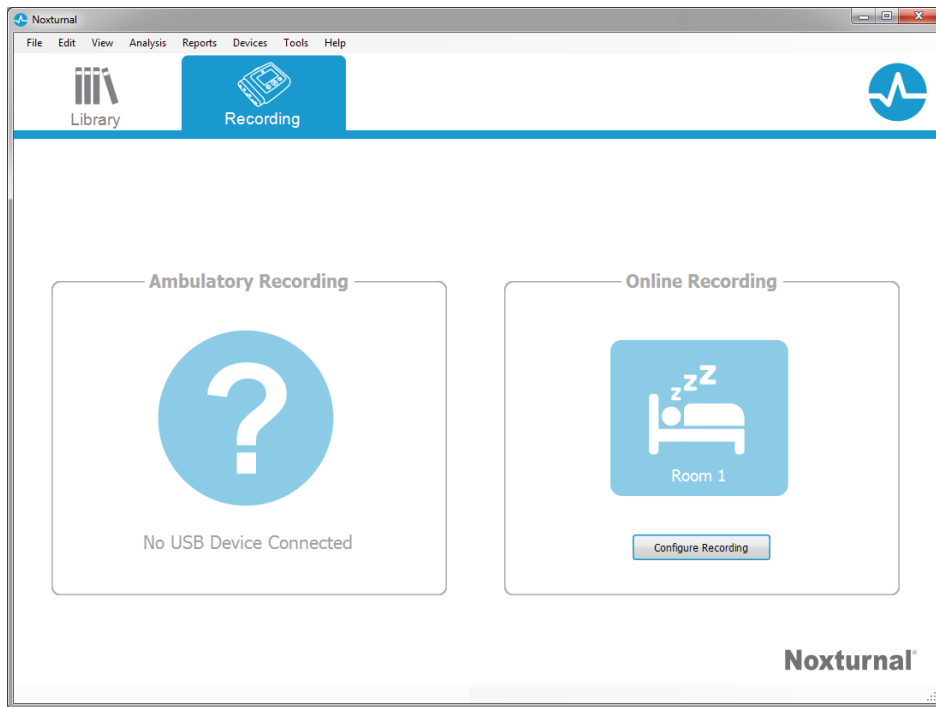 Noxturnal
File Edit View Analysis Reports Devices Tools Help
Library
Recording
Ambulatory Recording
No USB Device Connected
Online Recording
zzZ
Room 1
Configure Recording
Noxturnal®